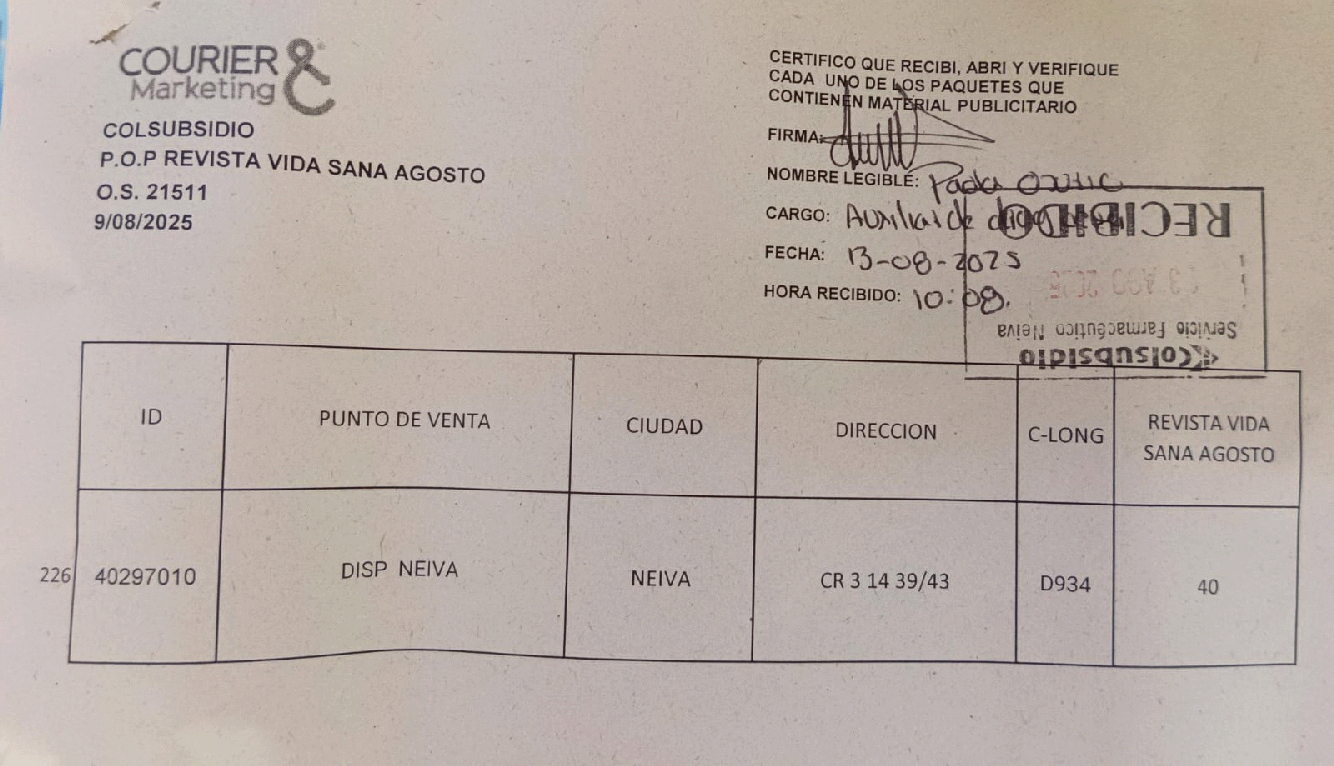 COURIER &
Marketing
COLSUBSIDIO
P.O.P REVISTA VIDA SANA AGOSTO
O.S. 21511
9/08/2025
CERTIFICO QUE RECIBI, ABRI Y VERIFIQUE
CADA UNO DE LOS PAQUETES QUE
CONTIENEN MATERIAL PUBLICITARIO
FIRMA:
NOMBRE LEGIBLE:
CARGO: Auxiliar de
FECHA: 13-08-2025
HORA RECIBIDO: 10:08.
RECIBIDO
13 AGO 2025
Servicio Farmacéutico Neiva
Colsubsidio
ID PUNTO DE VENTA CIUDAD DIRECCION C-LONG REVISTA VIDA SANA AGOSTO
226 40297010 DISP NEIVA NEIVA CR 3 14 39/43 D934 40